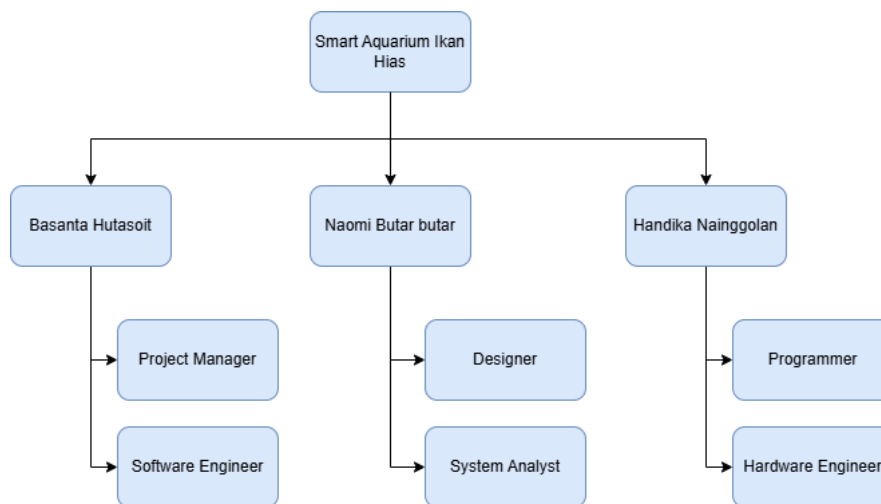 Smart Aquarium Ikan
Hias
Basanta Hutasoit
Naomi Butar butar
Handika Nainggolan
Project Manager
Designer
Programmer
Software Engineer
System Analyst
Hardware Engineer